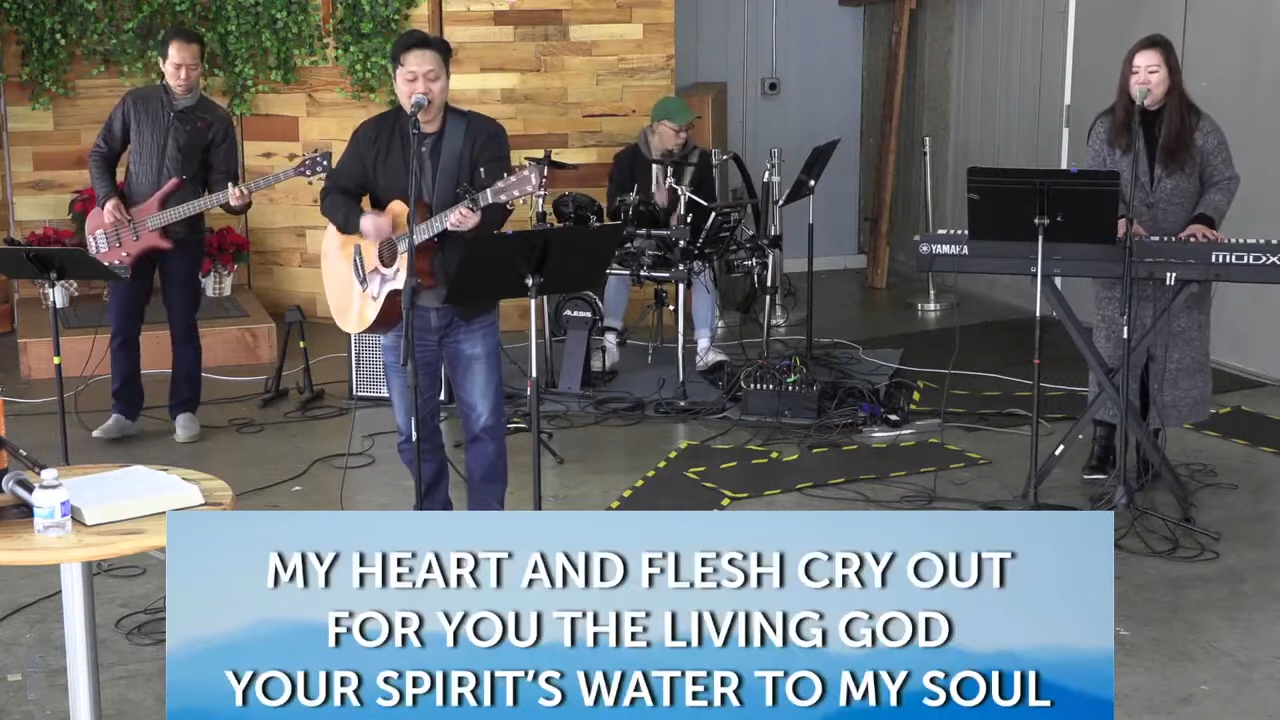 YAMAHA
MODX
ALESIS
MY HEART AND FLESH CRY OUT
FOR YOU THE LIVING GOD
YOUR SPIRIT'S WATER TO MY SOUL